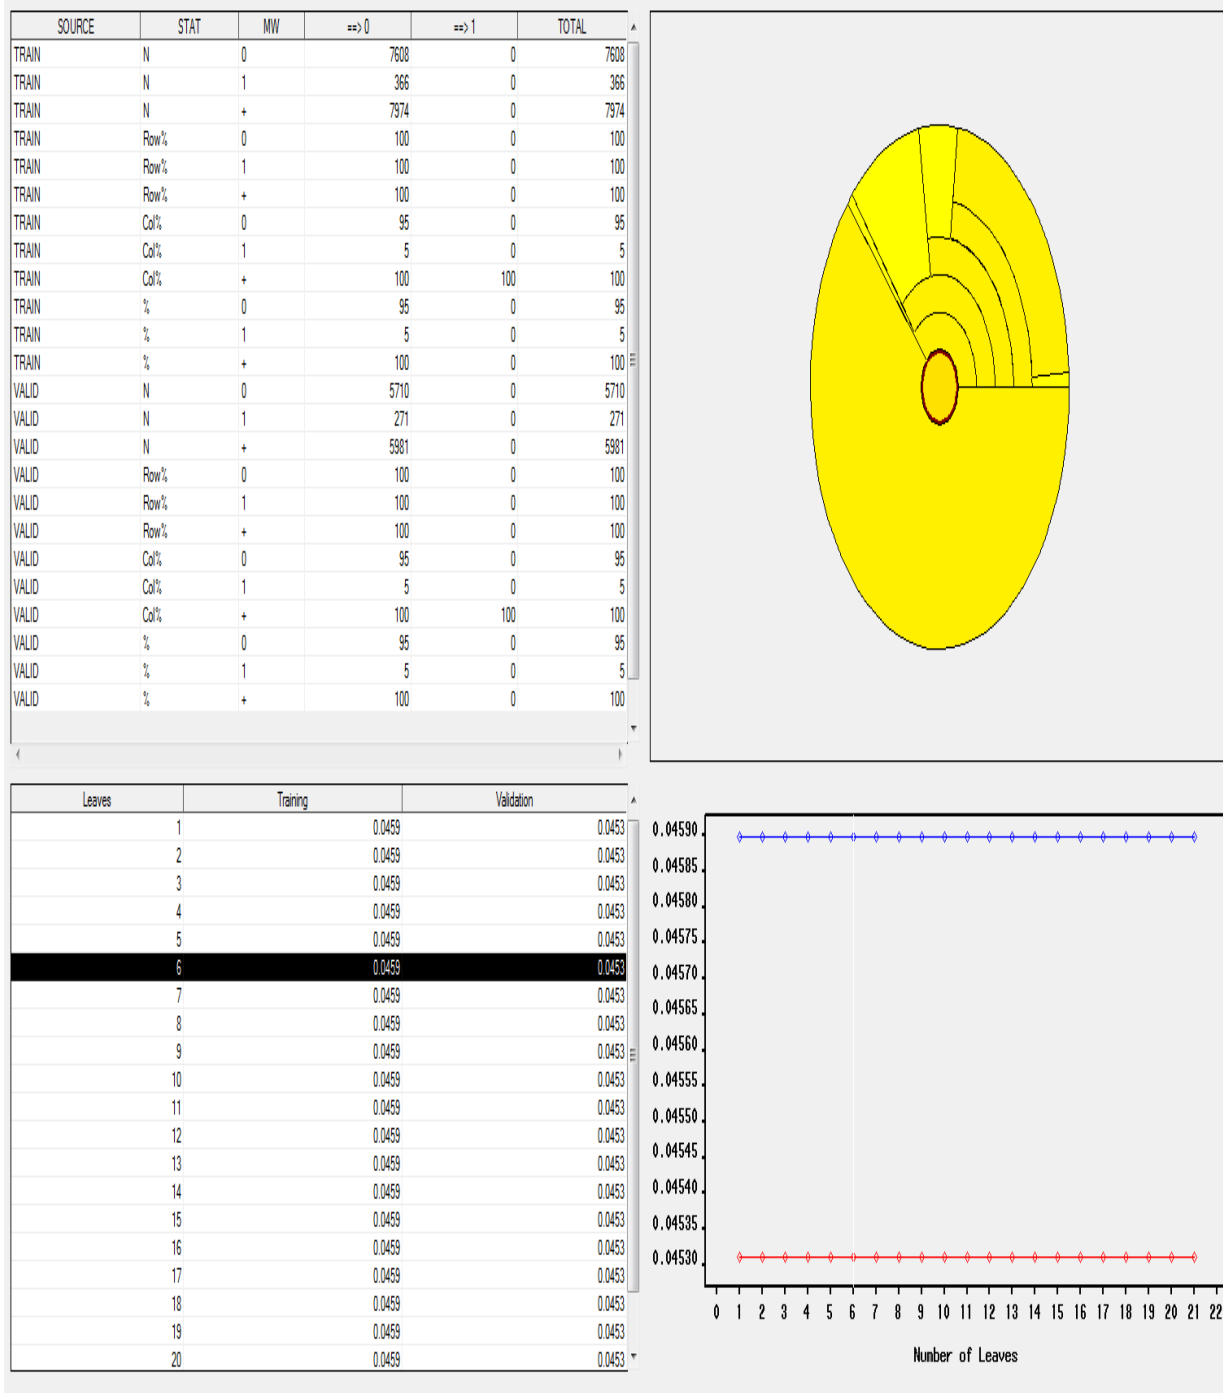 SOURCE STAT MW ==> 0 ==> 1 TOTAL
TRAIN N 0 7608 0 7608
TRAIN N 1 366 0 366
TRAIN N + 7974 0 7974
TRAIN Row% 0 100 0 100
TRAIN Row% 1 100 0 100
TRAIN Row% + 100 0 100
TRAIN Col% 0 95 0 95
TRAIN Col% 1 5 0 5
TRAIN Col% + 100 100 100
TRAIN % 0 95 0 95
TRAIN % 1 5 0 5
TRAIN % + 100 0 100
VALID N 0 5710 0 5710
VALID N 1 271 0 271
VALID N + 5981 0 5981
VALID Row% 0 100 0 100
VALID Row% 1 100 0 100
VALID Row% + 100 0 100
VALID Col% 0 95 0 95
VALID Col% 1 5 0 5
VALID Col% + 100 100 100
VALID % 0 95 0 95
VALID % 1 5 0 5
VALID % + 100 0 100
Leaves Training Validation
1 0.0459 0.0453
2 0.0459 0.0453
3 0.0459 0.0453
4 0.0459 0.0453
5 0.0459 0.0453
6 0.0459 0.0453
7 0.0459 0.0453
8 0.0459 0.0453
9 0.0459 0.0453
10 0.0459 0.0453
11 0.0459 0.0453
12 0.0459 0.0453
13 0.0459 0.0453
14 0.0459 0.0453
15 0.0459 0.0453
16 0.0459 0.0453
17 0.0459 0.0453
18 0.0459 0.0453
19 0.0459 0.0453
20 0.0459 0.0453
0.04590
0.04585
0.04580
0.04575
0.04570
0.04565
0.04560
0.04555
0.04550
0.04545
0.04540
0.04535
0.04530
0 1 2 3 4 5 6 7 8 9 10 11 12 13 14 15 16 17 18 19 20 21 22
Number of Leaves